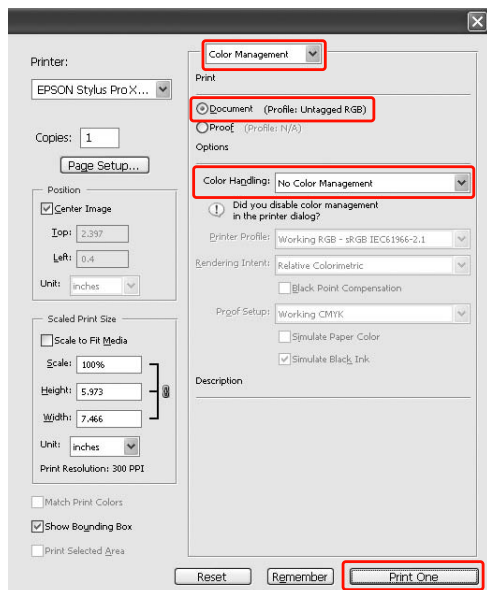 Printer:
EPSON Stylus Pro X...
Copies: 1
Page Setup...
Position
Center Image
Top: 2.397
Left: 0.4
Unit: inches
Scaled Print Size
Scale to Fit Media
Scale: 100%
Height: 5.973
Width: 7.466
Unit: inches
Print Resolution: 300 PPI
Match Print Colors
Show Bounding Box
Print Selected Area
Color Management
Print
Document (Profile: Untagged RGB)
Proof (Profile: N/A)
Options
Color Handling: No Color Management
Did you disable color management
in the printer dialog?
Printer Profile: Working RGB - sRGB IEC61966-2.1
Rendering Intent: Relative Colorimetric
Black Point Compensation
Proof Setup: Working CMYK
Simulate Paper Color
Simulate Black Ink
Description
Reset
Remember
Print One